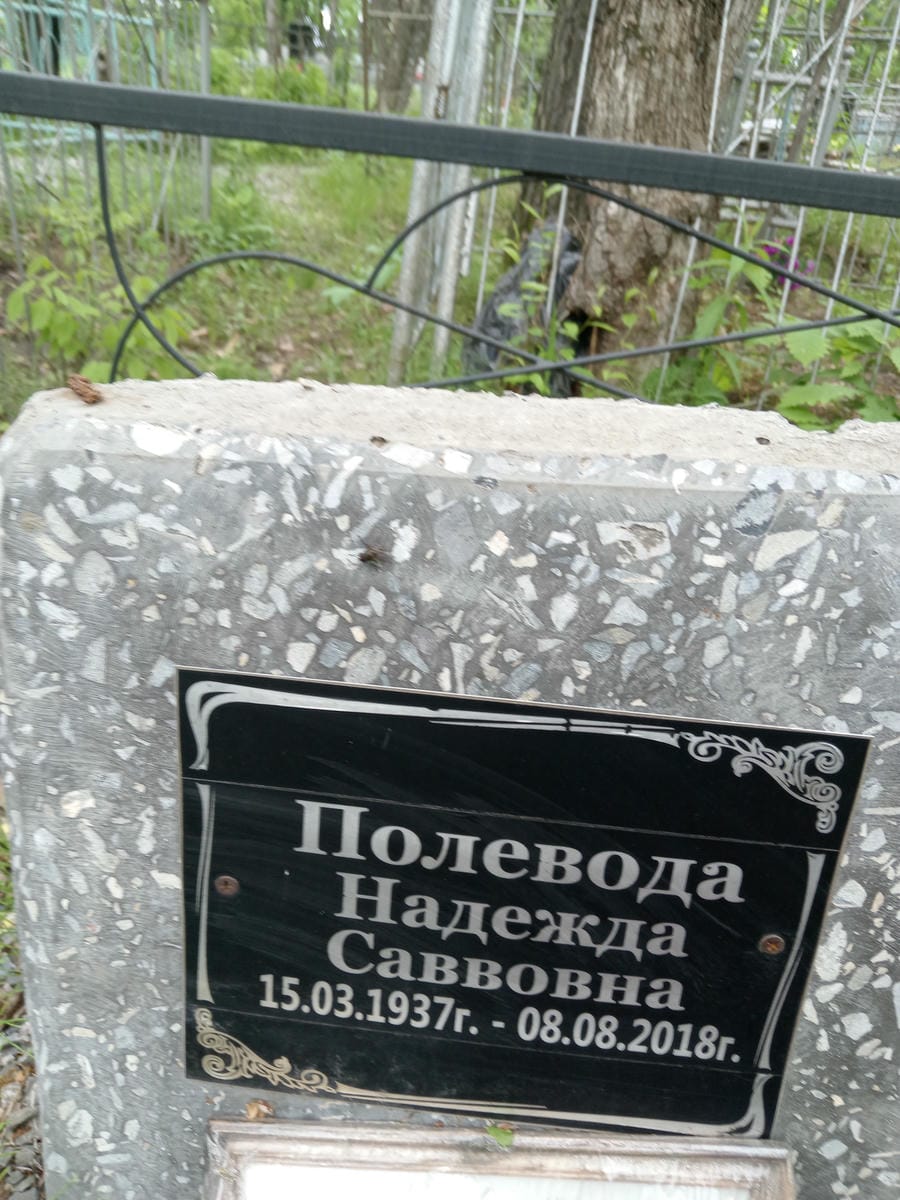 Полевода
Надежда
Саввовна
15.03.1937г. - 08.08.2018г.